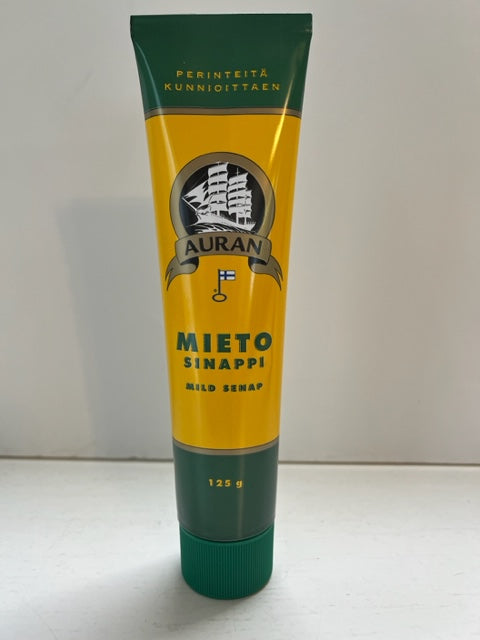 PERINTEITÄ
KUNNIOITTAEN
AURAN
MIETO
SINAPPI
MILD SENAP
125 g